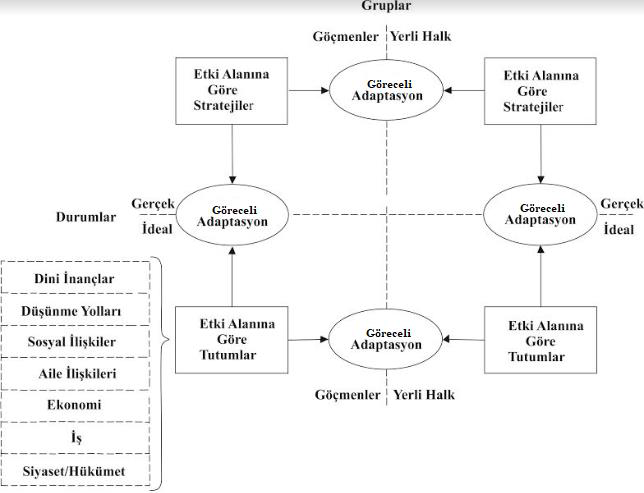 Gruplar
Göçmenler Yerli Halk
Etki Alanına
Göre
Stratejiler
Göreceli
Adaptasyon
Etki Alanına
Göre
Stratejiler
Durumlar
Gerçek
İdeal
Göreceli
Adaptasyon
Göreceli
Adaptasyon
Gerçek
İdeal
Dini İnançlar
Düşünme Yolları
Sosyal İlişkiler
Aile İlişkileri
Ekonomi
İş
Siyaset/Hükümet
Etki Alanına
Göre
Tutumlar
Göreceli
Adaptasyon
Etki Alanına
Göre
Tutumlar
Göçmenler Yerli Halk